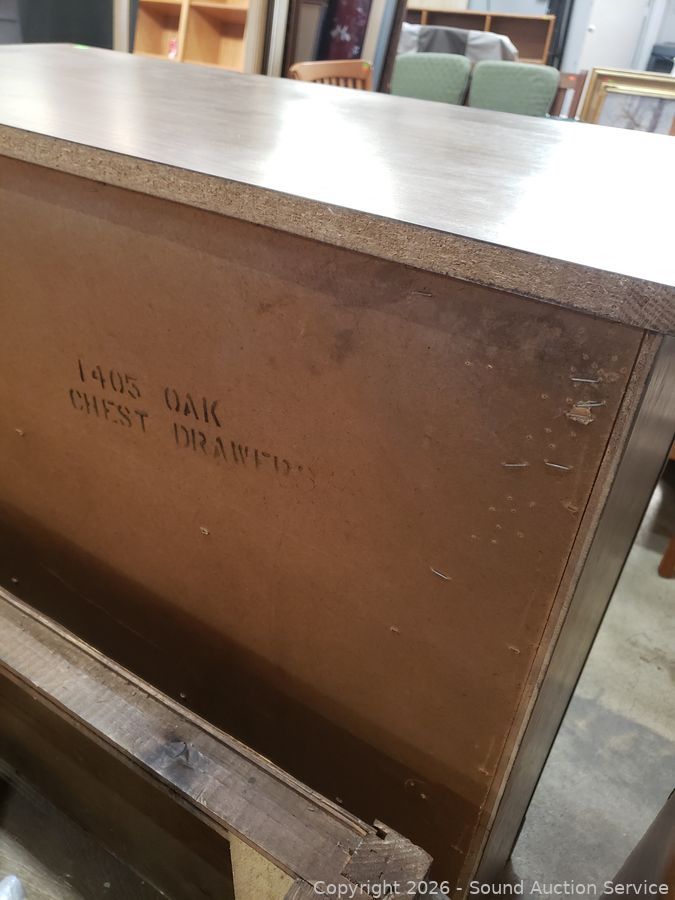 1405 OAK
CHEST DRAWERS
Copyright © 2026 - Sound Auction Service